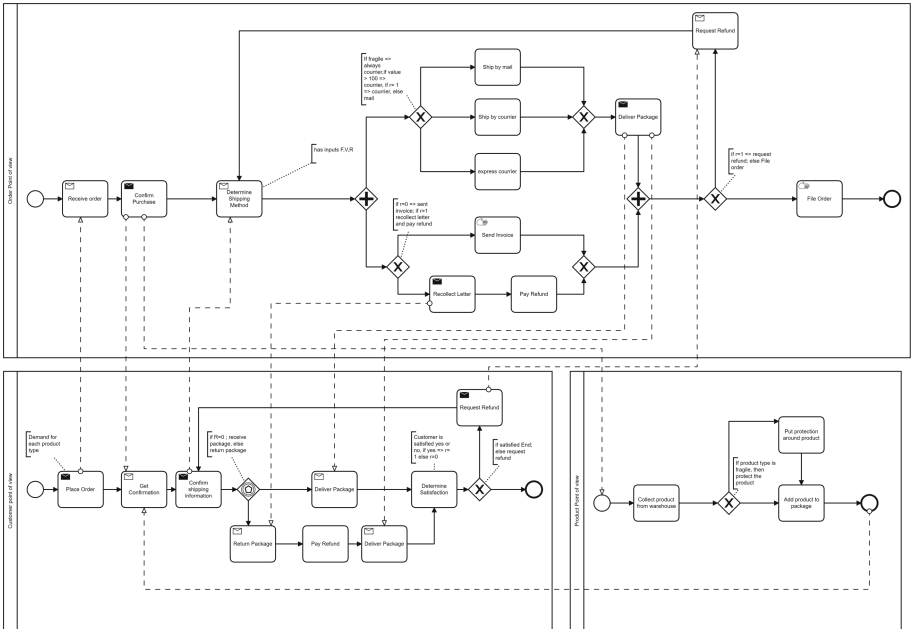 Order Point of view
Request Refund
If fragile =>
always
courrier,if value
> 100 =>
courrier, if r= 1
=> courrier, else
mail
Ship by mail
Ship by courrier
express courrier
Deliver Package
has inputs F,V,R
if r=1 => request
refund; else File
order
Receive order
Confirm
Purchase
Determine
Shipping
Method
File Order
if r=0 => sent
invoice; if r=1
recollect letter
and pay refund
Send Invoice
Recollect Letter
Pay Refund
Customer point of view
Request Refund
Demand for
each product
type
if R=0 ; receive
package, else
return package
Customer is
satisfied yes or
no, if yes => r=
1 else r=0
If satisfied End;
else request
refund
Place Order
Get
Confirmation
Confirm
shipping
information
Deliver Package
Determine
Satisfaction
Return Package
Pay Refund
Deliver Package
Product Point of view
Put protection
around product
If product type is
fragile, then
protect the
product
Collect product
from warehouse
Add product to
package